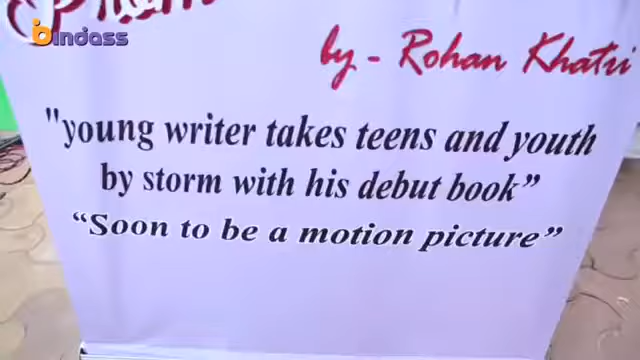 bindass
by - Rohan Khatri
"young writer takes teens and youth
by storm with his debut book”
“Soon to be a motion picture”